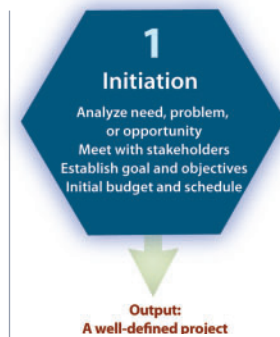 1
Initiation
Analyze need, problem,
or opportunity
Meet with stakeholders
Establish goal and objectives
Initial budget and schedule
Output:
A well-defined project